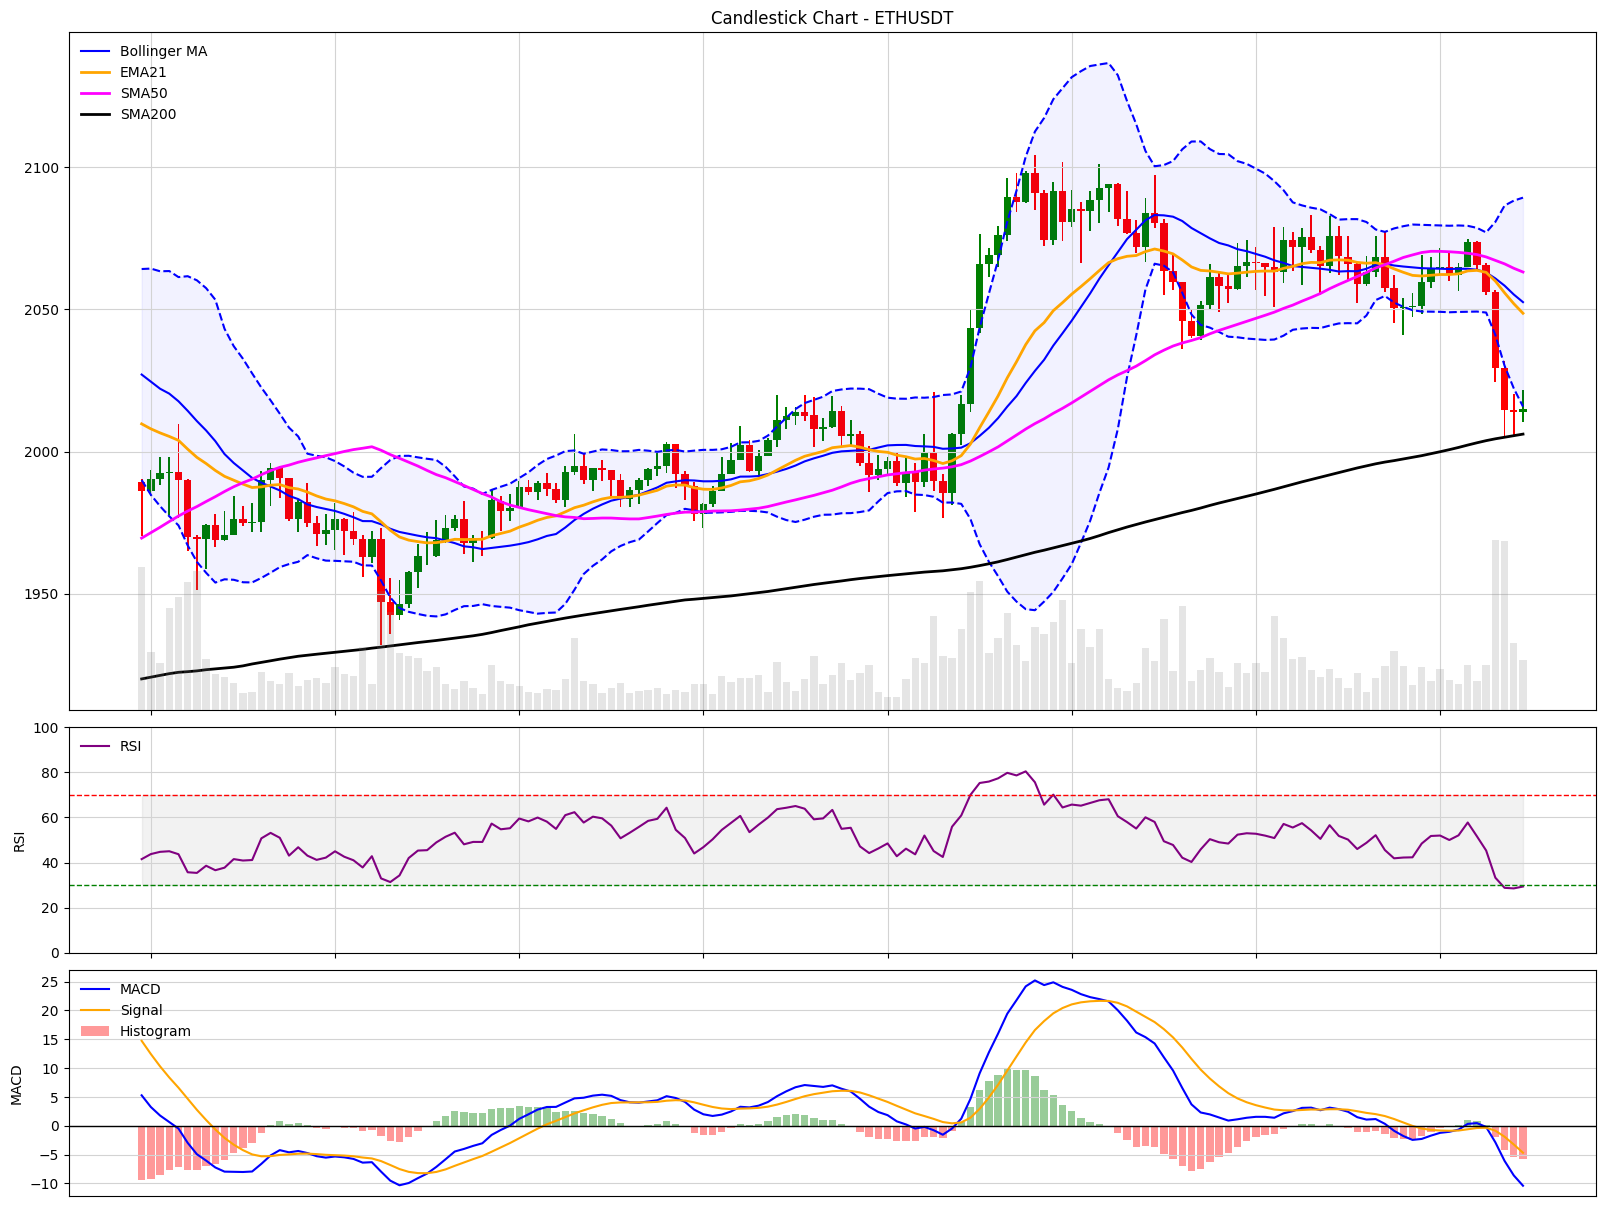 Candlestick Chart - ETHUSDT
Bollinger MA
EMA21
SMA50
SMA200
2100
2050
2000
1950
100
80
60
40
20
0
RSI
RSI
25
20
15
10
5
0
−5
−10
MACD
MACD
Signal
Histogram